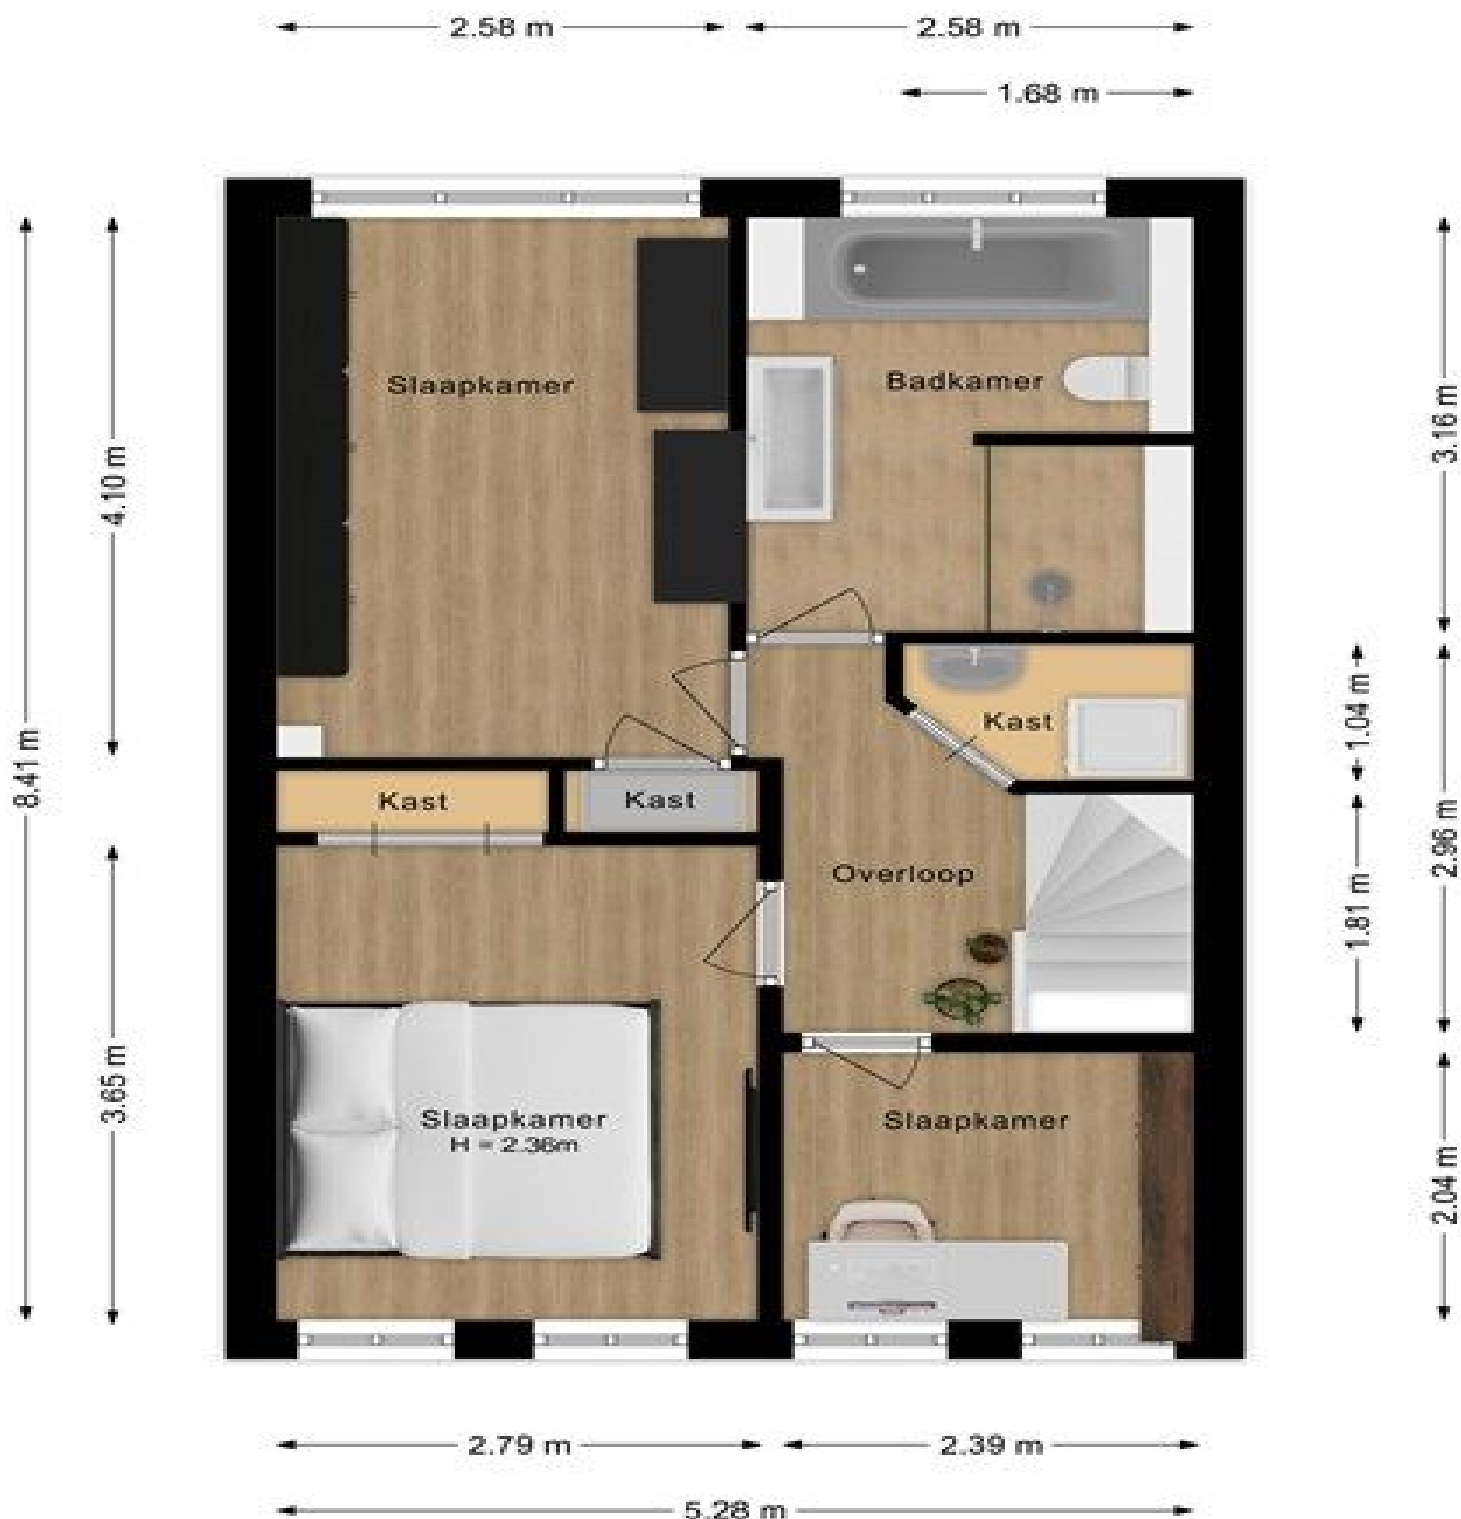 2.58 m
2.58 m
1.68 m
Slaapkamer
Badkamer
3.16 m
4.10 m
8.41 m
Kast
1.04 m
Kast
Kast
Overloop
2.96 m
1.81 m
3.65 m
Slaapkamer
H = 2.36m
Slaapkamer
2.04 m
2.79 m
2.39 m
5.28 m